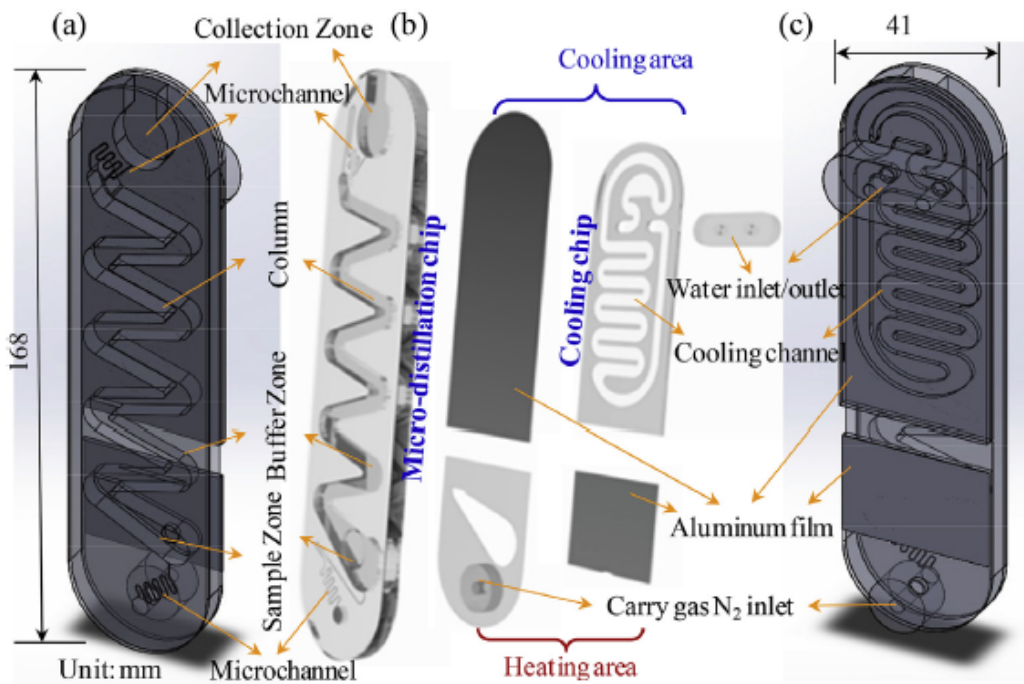 (a)
Collection Zone
(b)
(c)
41
Cooling area
Microchannel
168
Column
Buffer Zone
Sample Zone
Micro-distillation chip
Cooling chip
Water inlet/outlet
Cooling channel
Aluminum film
Carry gas N₂ inlet
Unit: mm
Microchannel
Heating area